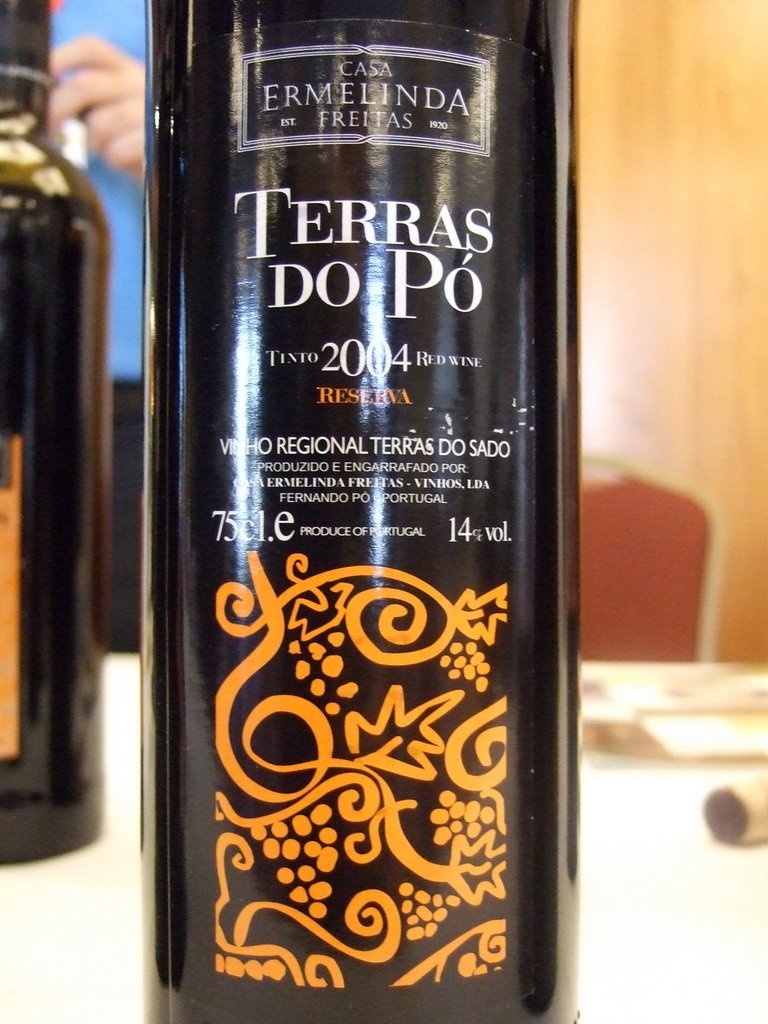 CASA
ERMELINDA
EST. FREITAS 1920
TERRAS
DO PÓ
TINTO 2004 RED WINE
RESERVA
VINHO REGIONAL TERRAS DO SADO
PRODUZIDO E ENGARRAFADO POR:
CASA ERMELINDA FREITAS - VINHOS, LDA
FERNANDO PÓ - PORTUGAL
75cl.e PRODUCE OF PORTUGAL 14% vol.